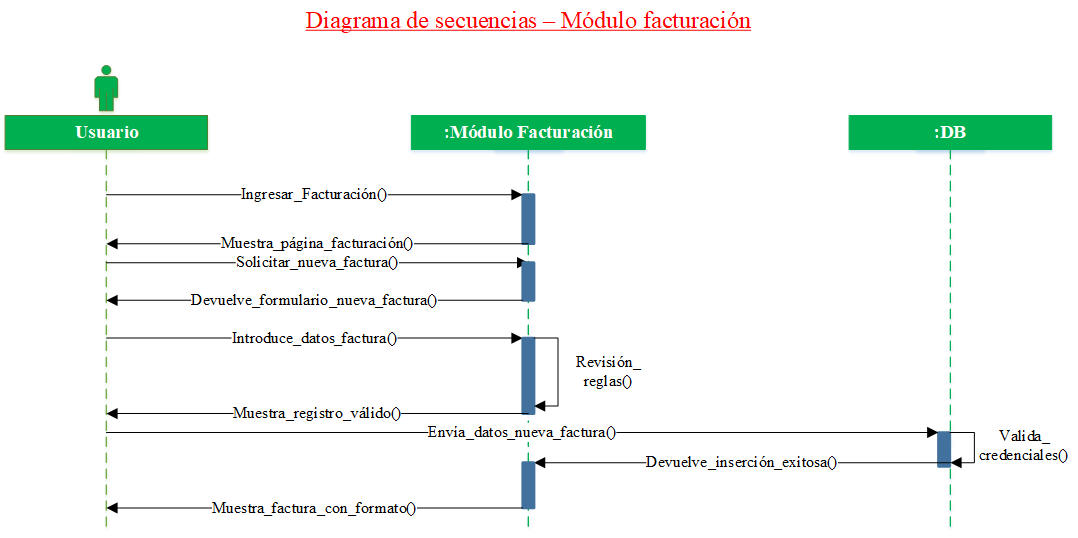 Diagrama de secuencias – Módulo facturación
Usuario
:Módulo Facturación
:DB
Ingresar_Facturación()
Muestra_página_facturación()
Solicitar_nueva_factura()
Devuelve_formulario_nueva_factura()
Introduce_datos_factura()
Revisión_
reglas()
Muestra_registro_válido()
Envia_datos_nueva_factura()
Valida_
credenciales()
Devuelve_inserción_exitosa()
Muestra_factura_con_formato()